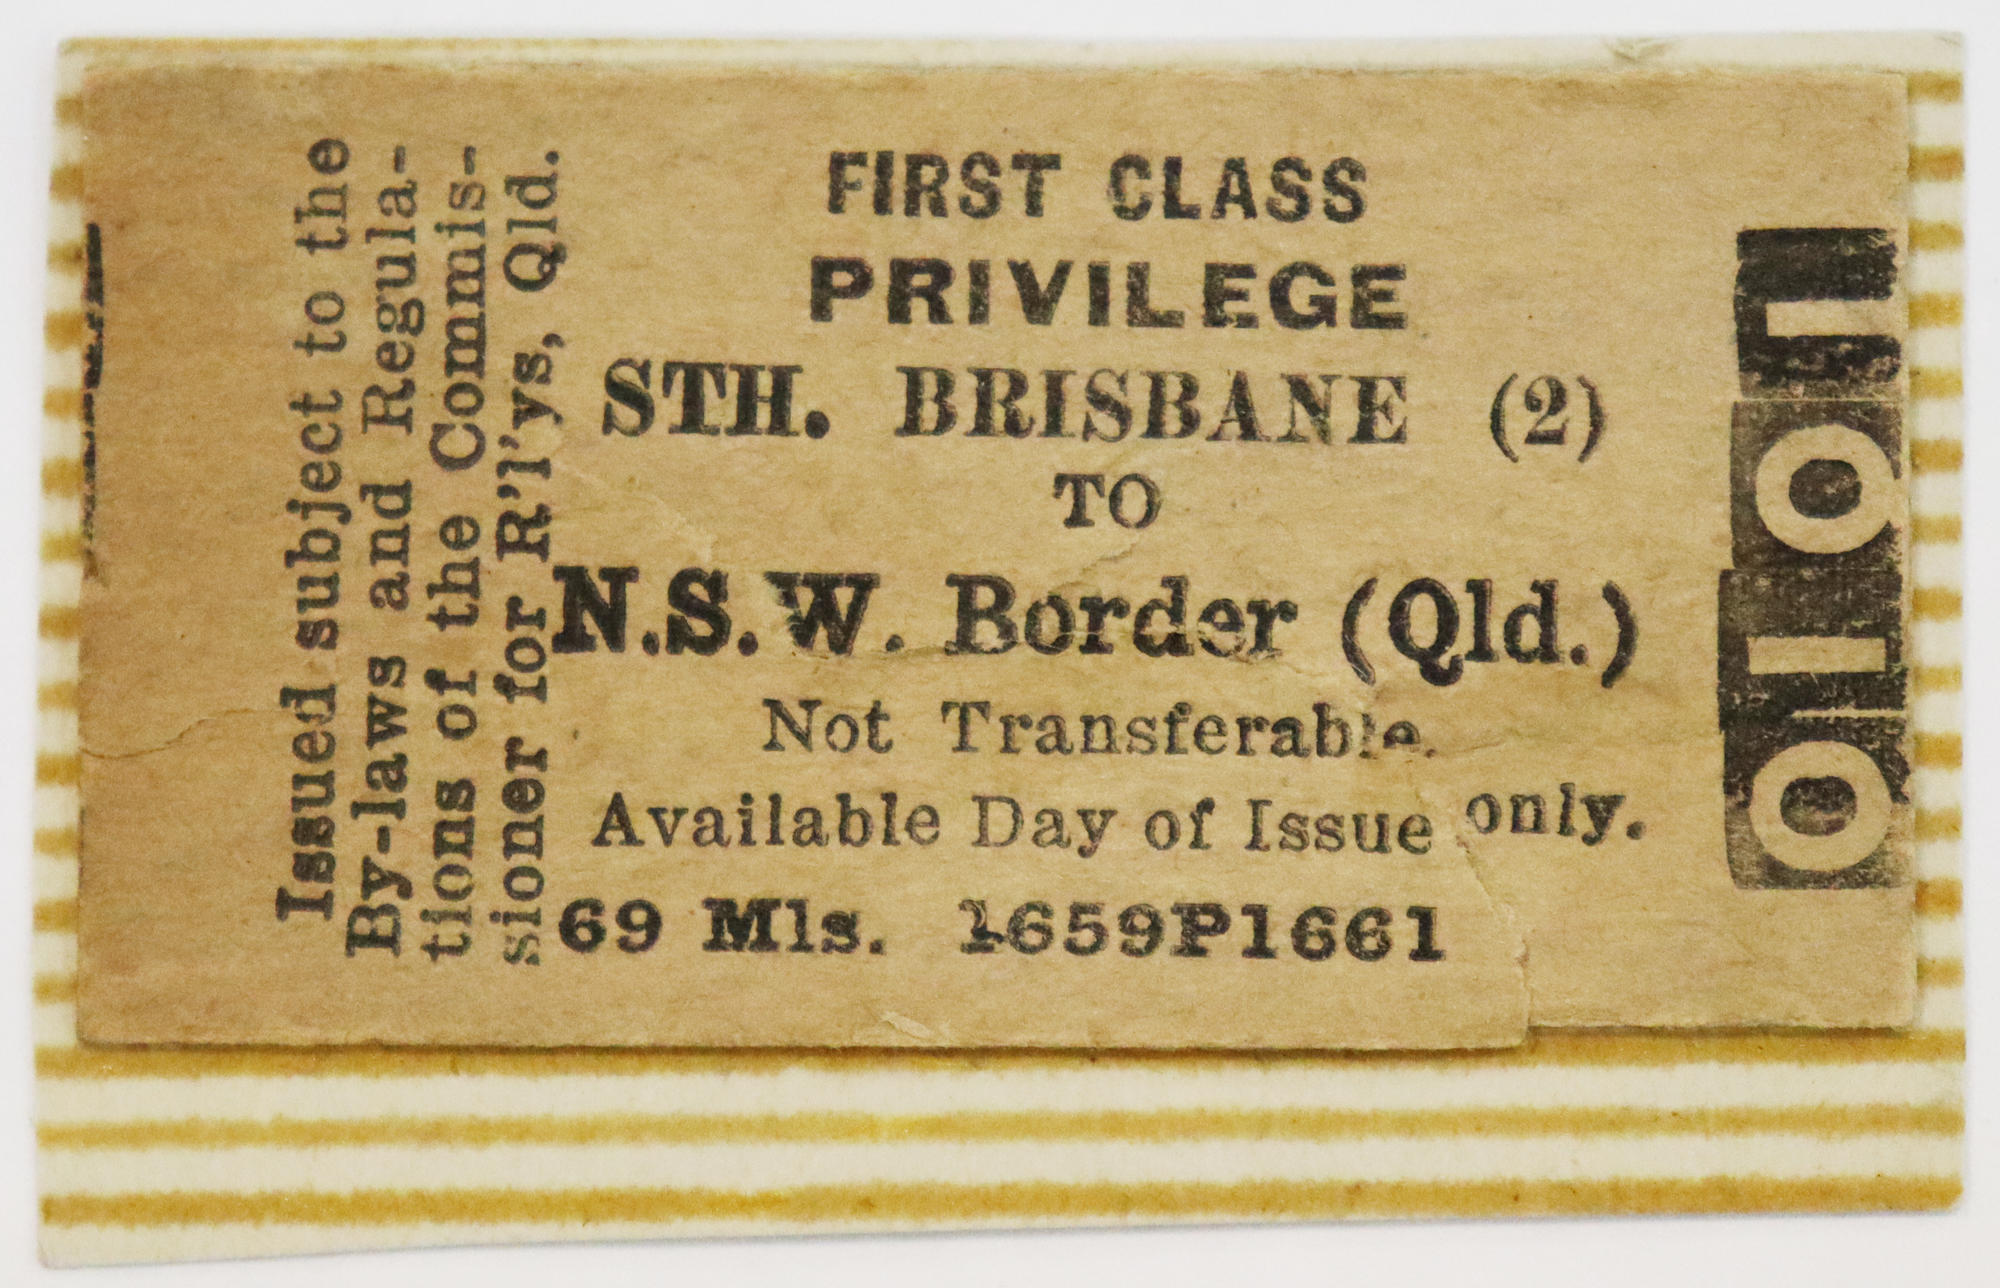 Issued subject to the
By-laws and Regula-
tions of the Commis-
sioner for R'l'ys, Qld.
FIRST CLASS
PRIVILEGE
STH. BRISBANE (2)
TO
N.S.W. Border (Qld.)
Not Transferable.
Available Day of Issue only.
69 Mls. 1659P1661
0101